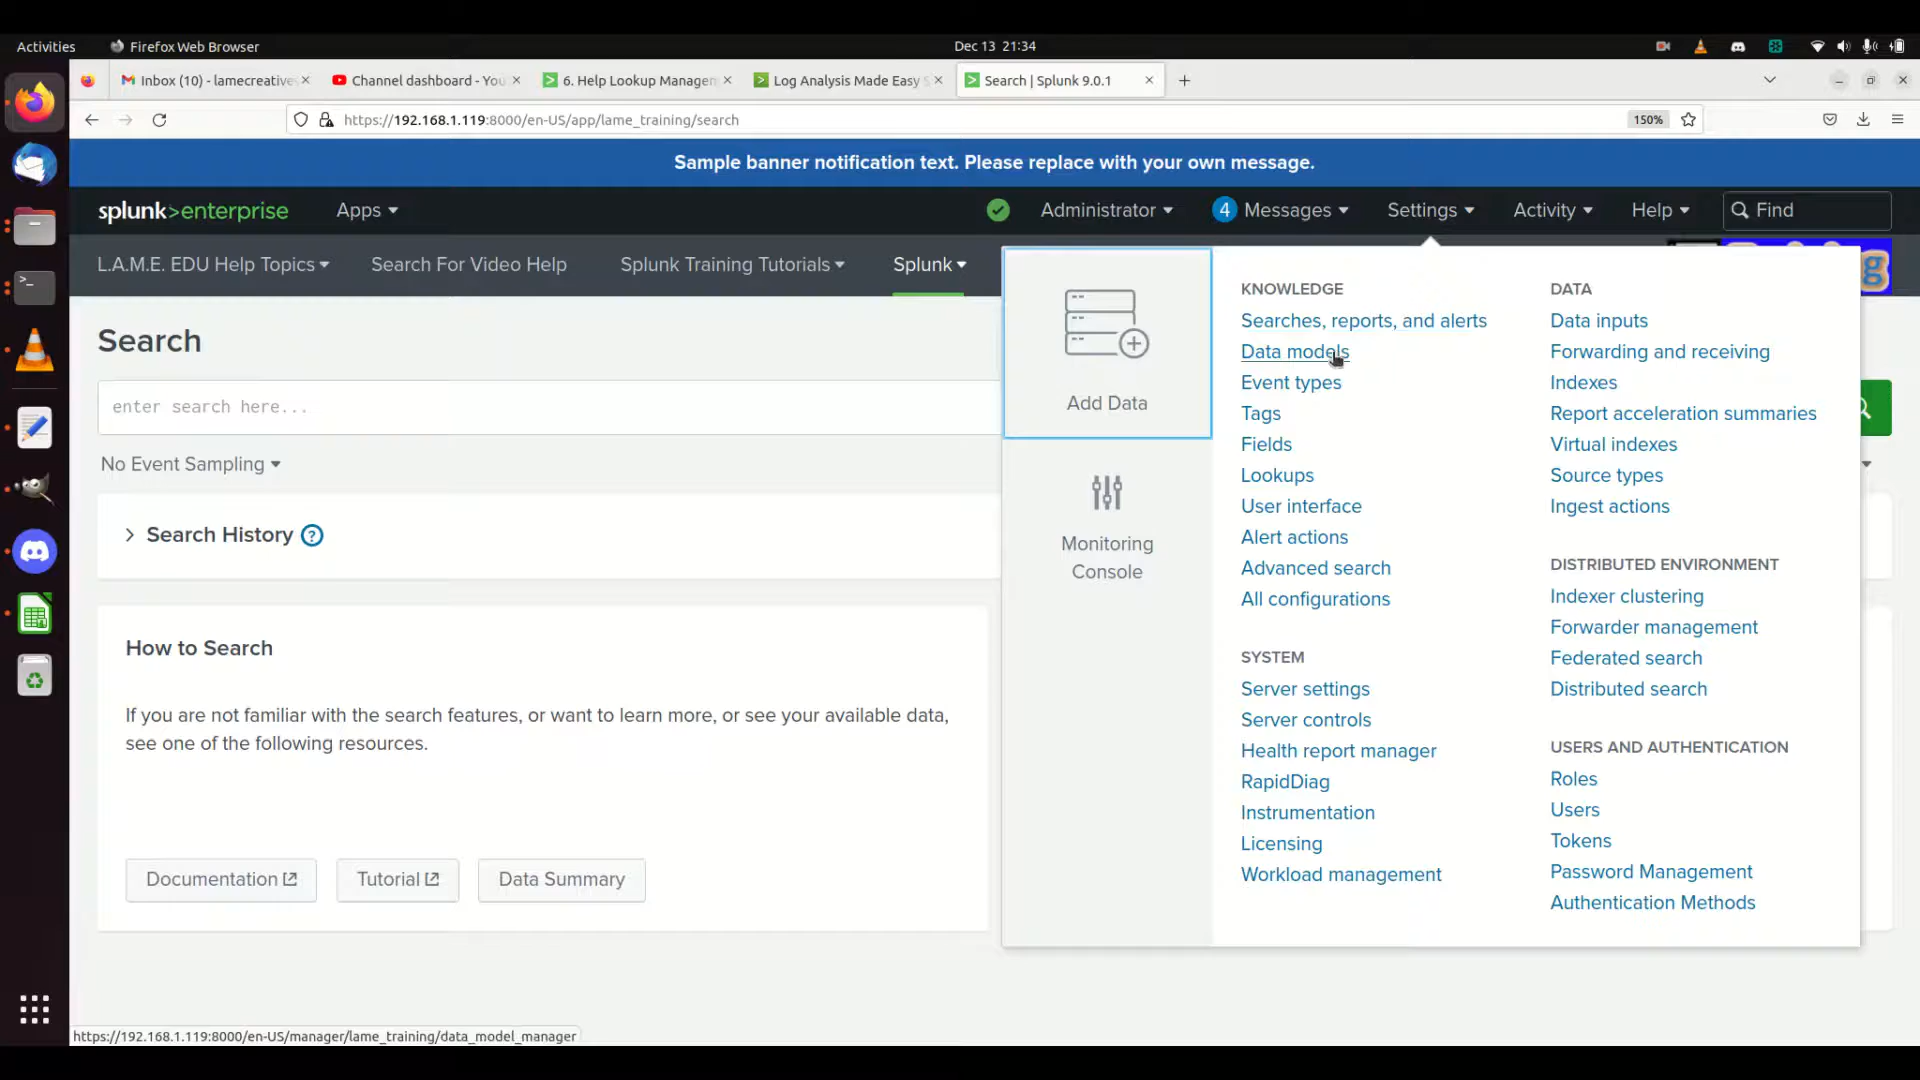 Activities
Firefox Web Browser
Dec 13 21:34
Inbox (10) - lamecreatives
Channel dashboard - You
6. Help Lookup Managem
Log Analysis Made Easy S
Search | Splunk 9.0.1
https://192.168.1.119:8000/en-US/app/lame_training/search
150%
Sample banner notification text. Please replace with your own message.
splunk>enterprise
Apps
Administrator
4 Messages
Settings
Activity
Help
Find
L.A.M.E. EDU Help Topics
Search For Video Help
Splunk Training Tutorials
Splunk
g
Search
enter search here...
No Event Sampling
Search History ?
How to Search
If you are not familiar with the search features, or want to learn more, or see your available data,
see one of the following resources.
Documentation
Tutorial
Data Summary
Add Data
Monitoring
Console
KNOWLEDGE
Searches, reports, and alerts
Data models
Event types
Tags
Fields
Lookups
User interface
Alert actions
Advanced search
All configurations
SYSTEM
Server settings
Server controls
Health report manager
RapidDiag
Instrumentation
Licensing
Workload management
DATA
Data inputs
Forwarding and receiving
Indexes
Report acceleration summaries
Virtual indexes
Source types
Ingest actions
DISTRIBUTED ENVIRONMENT
Indexer clustering
Forwarder management
Federated search
Distributed search
USERS AND AUTHENTICATION
Roles
Users
Tokens
Password Management
Authentication Methods
https://192.168.1.119:8000/en-US/manager/lame_training/data_model_manager